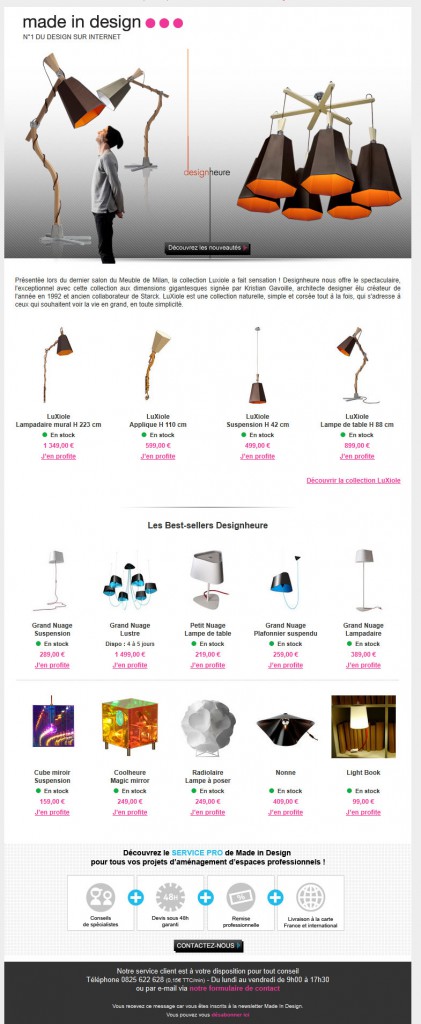 made in design
N°1 DU DESIGN SUR INTERNET
designheure
Découvrez les nouveautés
Présentée lors du dernier salon du Meuble de Milan, la collection Luxiole a fait sensation ! Designheure nous offre le spectaculaire,
l'exceptionnel avec cette collection aux dimensions gigantesques signée par Kristian Gavoille, architecte designer élu créateur de
l'année en 1992 et ancien collaborateur de Starck. LuXiole est une collection naturelle, simple et corsée tout à la fois, qui s'adresse à
ceux qui souhaitent voir la vie en grand, en toute simplicité.
LuXiole
Lampadaire mural H 223 cm
En stock
1 349,00 €
J'en profite
LuXiole
Applique H 110 cm
En stock
599,00 €
J'en profite
LuXiole
Suspension H 42 cm
En stock
499,00 €
J'en profite
LuXiole
Lampe de table H 88 cm
En stock
899,00 €
J'en profite
Découvrir la collection LuXiole
Les Best-sellers Designheure
Grand Nuage
Suspension
En stock
289,00 €
J'en profite
Grand Nuage
Lustre
Dispo : 4 à 5 jours
1 499,00 €
J'en profite
Petit Nuage
Lampe de table
En stock
219,00 €
J'en profite
Grand Nuage
Plafonnier suspendu
En stock
259,00 €
J'en profite
Grand Nuage
Lampadaire
En stock
389,00 €
J'en profite
Cube miroir
Suspension
En stock
159,00 €
J'en profite
Coolheure
Magic mirror
En stock
249,00 €
J'en profite
Radiolaire
Lampe à poser
En stock
249,00 €
J'en profite
Nonne
En stock
409,00 €
J'en profite
Light Book
En stock
99,00 €
J'en profite
Découvrez le SERVICE PRO de Made in Design
pour tous vos projets d'aménagement d'espaces professionnels !
Conseils
de spécialistes
48H
Devis sous 48h
garanti
%
Remise
professionnelle
Livraison à la carte
France et international
CONTACTEZ-NOUS
Notre service client est à votre disposition pour tout conseil
Téléphone 0825 622 628 (0,15€ TTC/min) - Du lundi au vendredi de 9h00 à 17h30
ou par e-mail via notre formulaire de contact
Vous recevez ce message car vous êtes inscrits à la newsletter Made In Design.
Vous pouvez vous désabonner ici